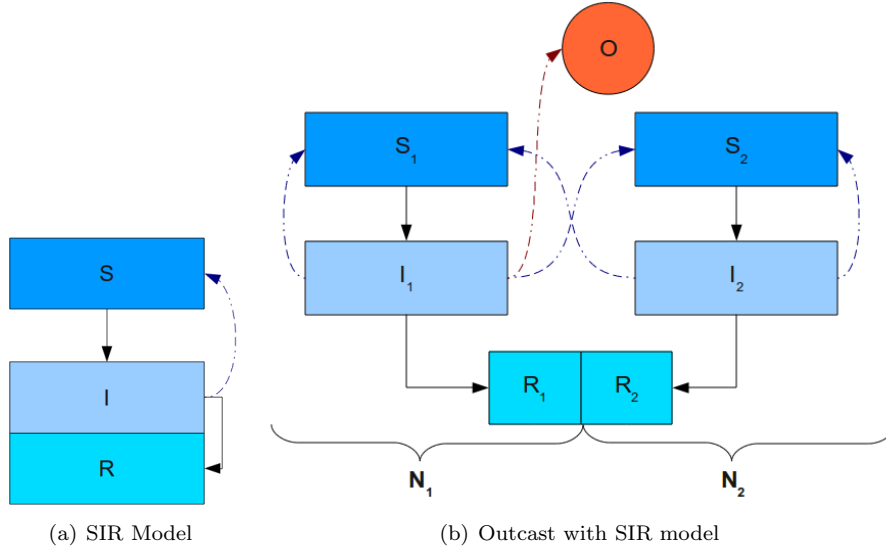 O
S₁
S₂
S
I₁
I₂
I
R₁ R₂
R
N₁
N₂
(a) SIR Model
(b) Outcast with SIR model